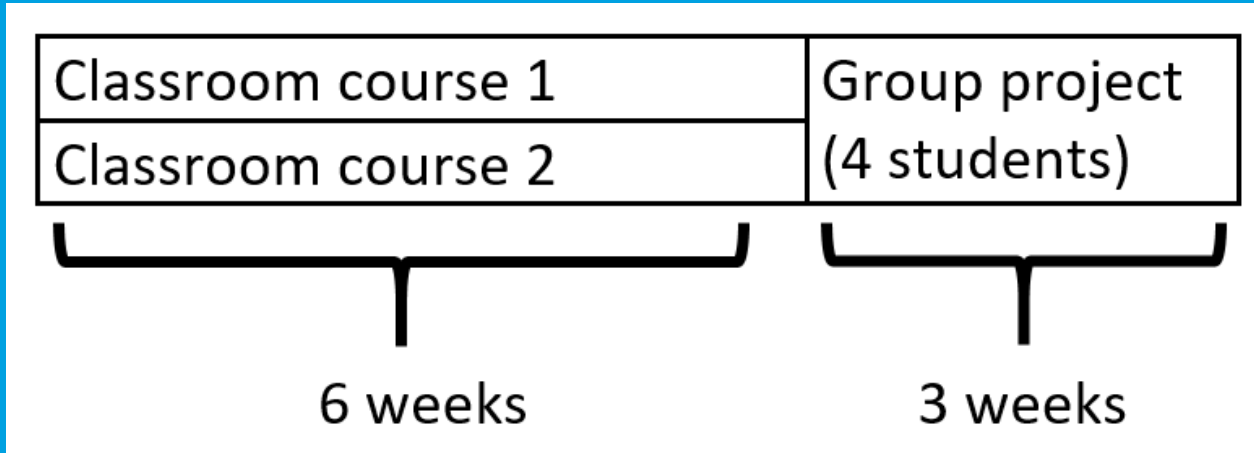 Classroom course 1
Classroom course 2
Group project
(4 students)
6 weeks
3 weeks